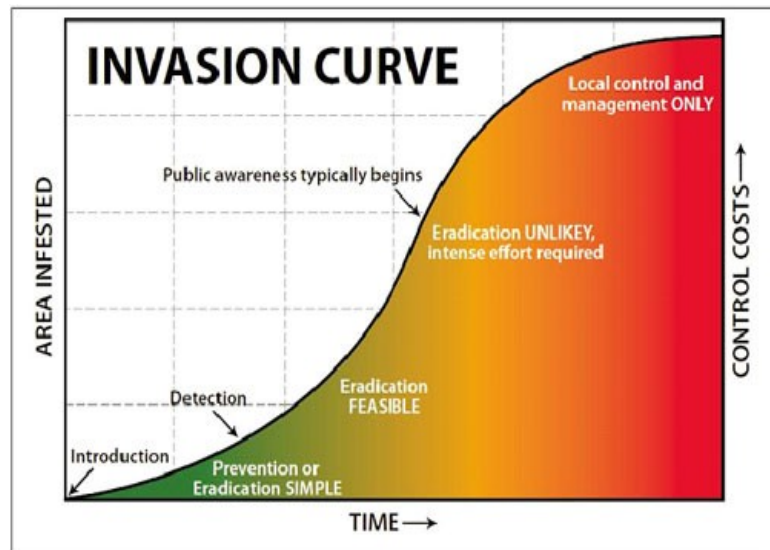 INVASION CURVE
Local control and
management ONLY
Public awareness typically begins
Eradication UNLIKEY,
intense effort required
Eradication
FEASIBLE
Detection
Introduction
Prevention or
Eradication SIMPLE
AREA INFESTED
CONTROL COSTS→
TIME→